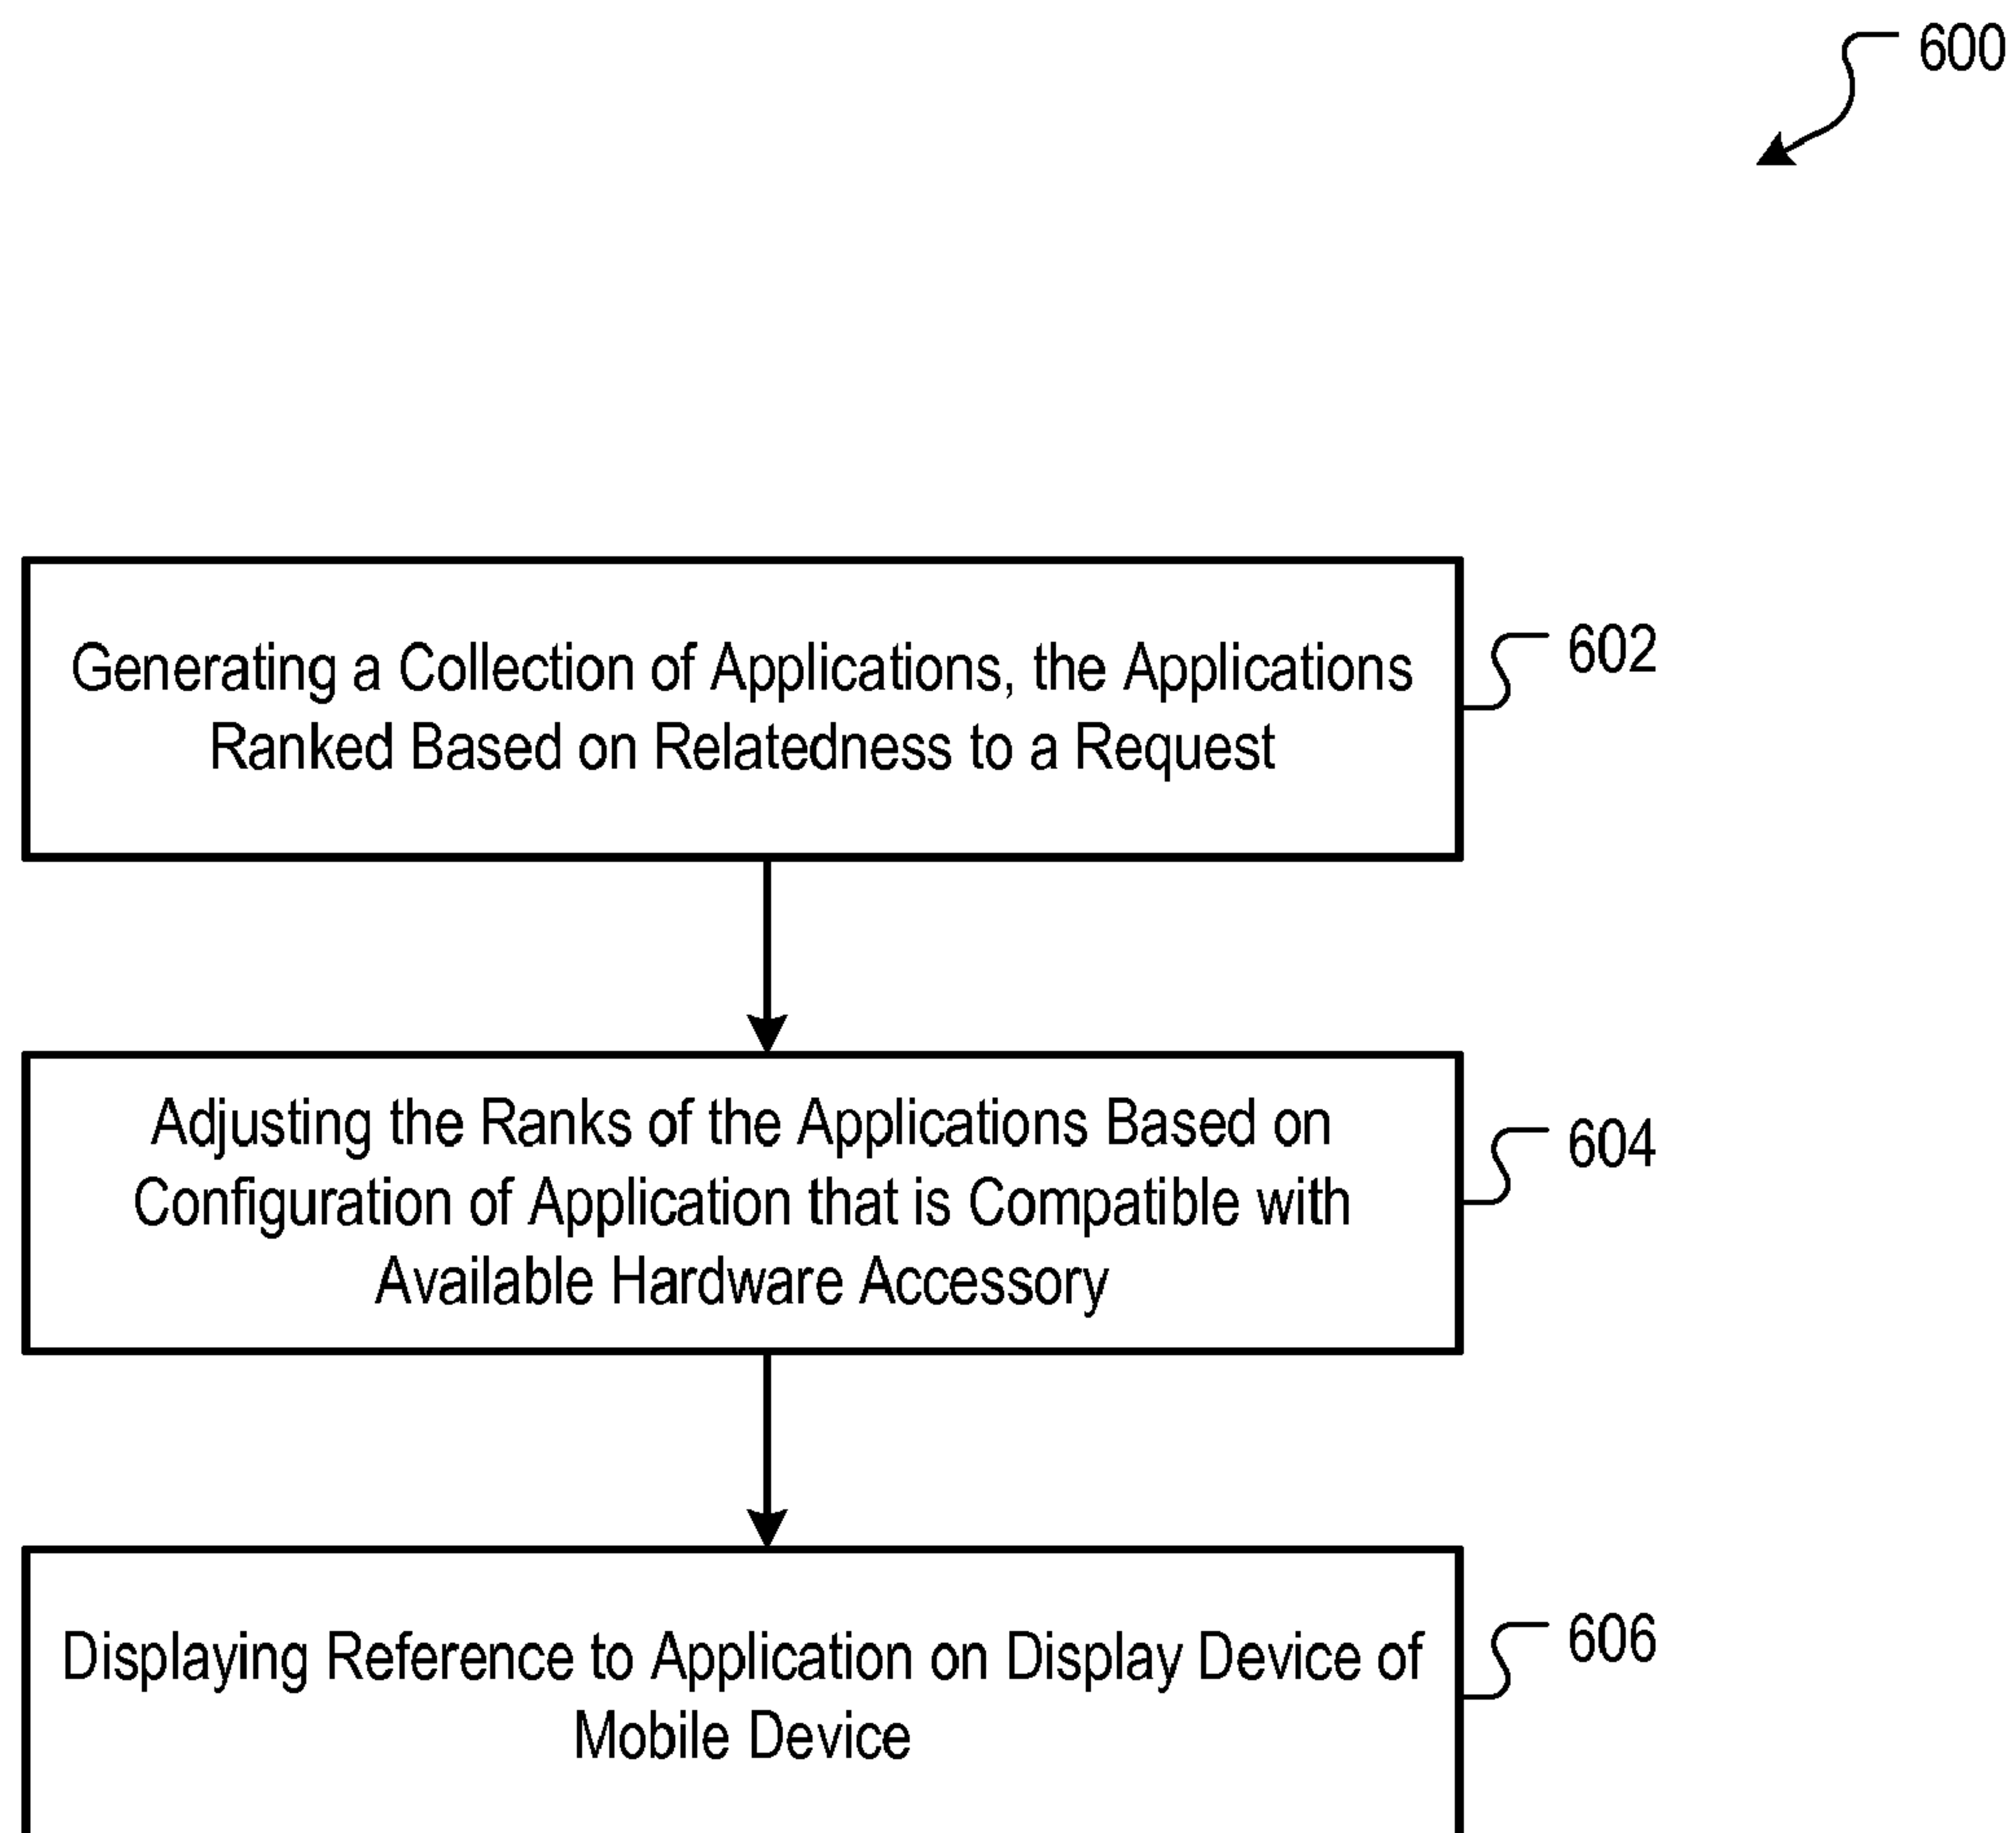 600
Generating a Collection of Applications, the Applications
Ranked Based on Relatedness to a Request
602
Adjusting the Ranks of the Applications Based on
Configuration of Application that is Compatible with
Available Hardware Accessory
604
Displaying Reference to Application on Display Device of
Mobile Device
606